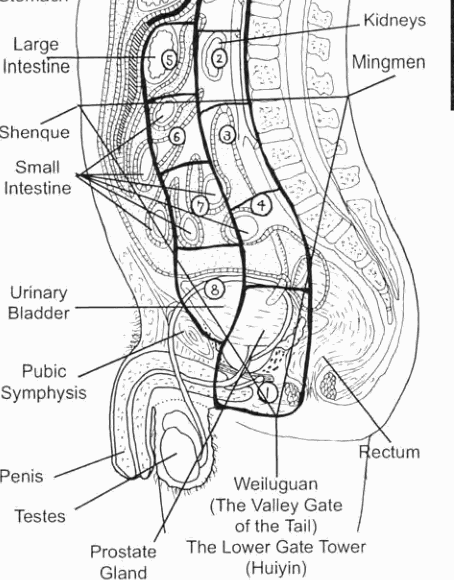 Stomach
Kidneys
Large
Intestine
Mingmen
5
2
Shenque
6
3
Small
Intestine
7
4
8
Urinary
Bladder
Pubic
Symphysis
1
Rectum
Penis
Weiluguan
(The Valley Gate
of the Tail)
The Lower Gate Tower
(Huiyin)
Testes
Prostate
Gland